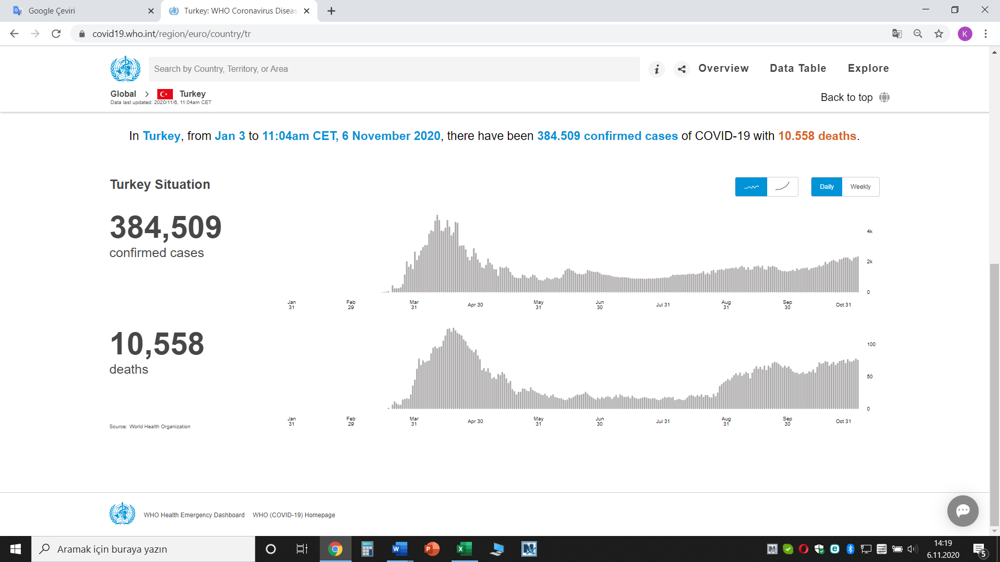 Google Çeviri
Turkey: WHO Coronavirus Diseas
covid19.who.int/region/euro/country/tr
K
Search by Country, Territory, or Area
i
Overview
Data Table
Explore
Global > Turkey
Data last updated: 2020/11/6, 11:04am CET
Back to top
In Turkey, from Jan 3 to 11:04am CET, 6 November 2020, there have been 384.509 confirmed cases of COVID-19 with 10.558 deaths.
Turkey Situation
Daily
Weekly
384,509
confirmed cases
4k
2k
0
Jan 31
Feb 29
Mar 31
Apr 30
May 31
Jun 30
Jul 31
Aug 31
Sep 30
Oct 31
10,558
deaths
100
50
0
Jan 31
Feb 29
Mar 31
Apr 30
May 31
Jun 30
Jul 31
Aug 31
Sep 30
Oct 31
Source: World Health Organization
WHO Health Emergency Dashboard
WHO (COVID-19) Homepage
Aramak için buraya yazın
14:19
6.11.2020
5